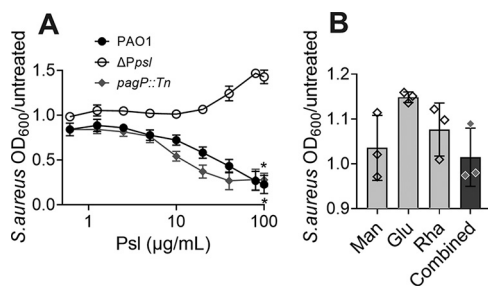 A
PAO1
ΔPpsl
pagP::Tn
S.aureus OD600/untreated
1.5
1.0
0.5
0.0
*
*
1
10
100
Psl (µg/mL)
B
S.aureus OD600/untreated
1.2
1.1
1.0
0.9
Man
Glu
Rha
Combined